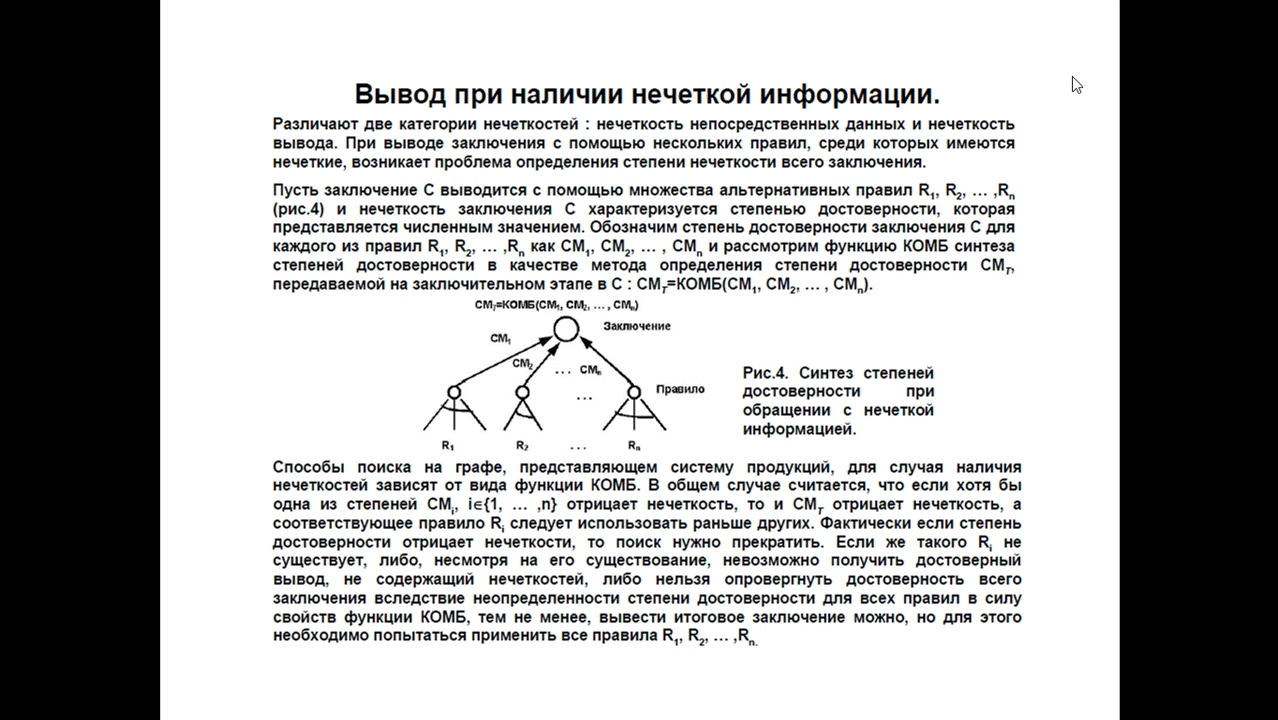 Вывод при наличии нечеткой информации.
Различают две категории нечеткостей : нечеткость непосредственных данных и нечеткость
вывода. При выводе заключения с помощью нескольких правил, среди которых имеются
нечеткие, возникает проблема определения степени нечеткости всего заключения.
Пусть заключение С выводится с помощью множества альтернативных правил R1, R2, … ,Rn
(рис.4) и нечеткость заключения С характеризуется степенью достоверности, которая
представляется численным значением. Обозначим степень достоверности заключения С для
каждого из правил R1, R2, … ,Rn как CM1, CM2, … , CMn и рассмотрим функцию КОМБ синтеза
степеней достоверности в качестве метода определения степени достоверности CMT,
передаваемой на заключительном этапе в С : CMT=КОМБ(CM1, CM2, … , CMn).
CMT=КОМБ(CM1, CM2, … , CMn)
Заключение
CM1
CM2
... CMn
Правило
...
R1 R2 ... Rn
Рис.4. Синтез степеней
достоверности при
обращении с нечеткой
информацией.
Способы поиска на графе, представляющем систему продукций, для случая наличия
нечеткостей зависят от вида функции КОМБ. В общем случае считается, что если хотя бы
одна из степеней CMi, i∈{1, … ,n} отрицает нечеткость, то и CMT отрицает нечеткость, а
соответствующее правило Ri следует использовать раньше других. Фактически если степень
достоверности отрицает нечеткости, то поиск нужно прекратить. Если же такого Ri не
существует, либо, несмотря на его существование, невозможно получить достоверный
вывод, не содержащий нечеткостей, либо нельзя опровергнуть достоверность всего
заключения вследствие неопределенности степени достоверности для всех правил в силу
свойств функции КОМБ, тем не менее, вывести итоговое заключение можно, но для этого
необходимо попытаться применить все правила R1, R2, … ,Rn.